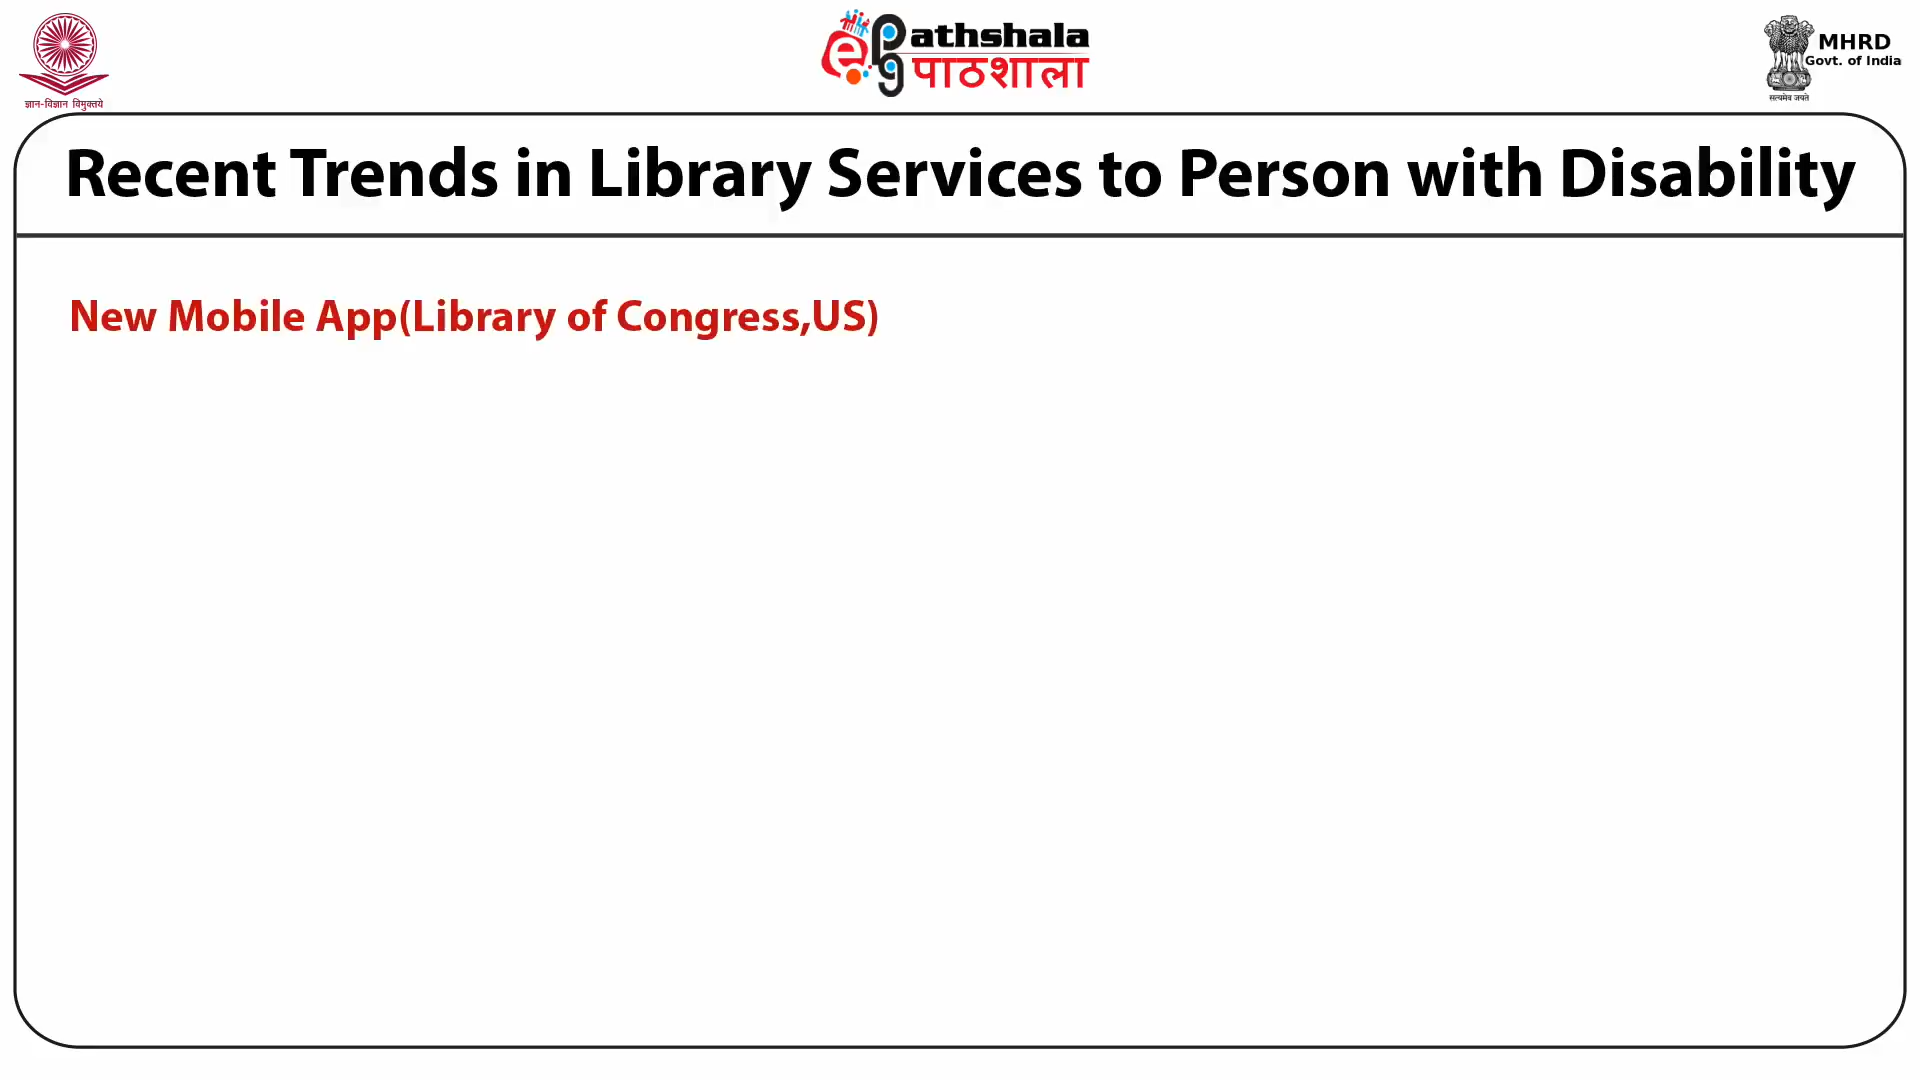 ज्ञान-विज्ञान विमुक्तये
ePg athshala
पाठशाला
MHRD
Govt. of India
सत्यमेव जयते
Recent Trends in Library Services to Person with Disability
New Mobile App(Library of Congress,US)